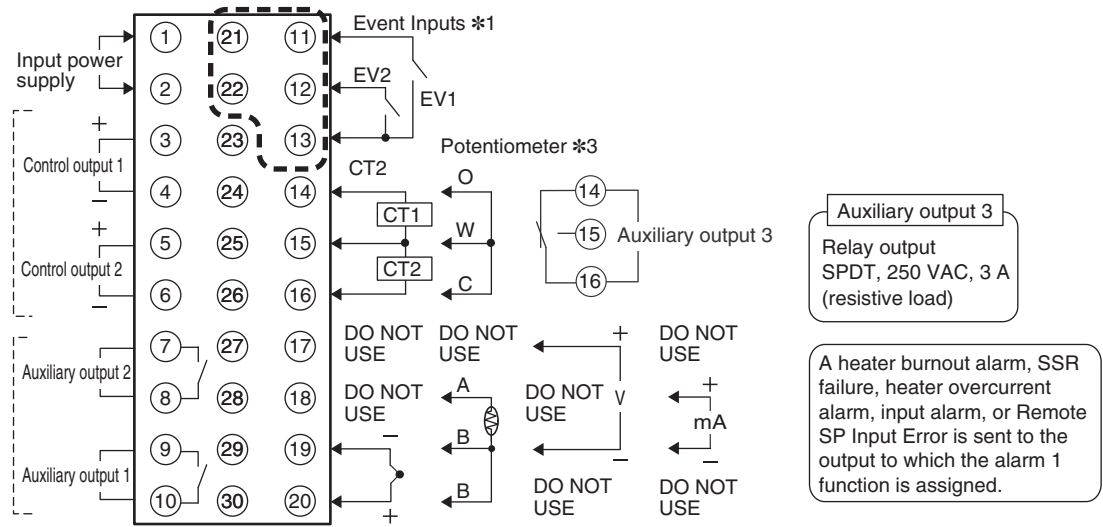 Event Inputs *1
1 21 11
Input power
supply
EV2
2 22 12
EV1
+
3 23 13
Potentiometer *3
Control output 1
CT2
4 24 14
−
CT1
O
14
+
5 25 15
W
15 Auxiliary output 3
Control output 2
CT2
6 26 16
−
C
16
Auxiliary output 3
Relay output
SPDT, 250 VAC, 3 A
(resistive load)
7 27 17
DO NOT
USE
DO NOT
USE
+
DO NOT
USE
Auxiliary output 2
8 28 18
DO NOT
USE
A
DO NOT
USE
V
+
mA
−
9 29 19
−
B
−
Auxiliary output 1
10 30 20
+
B
DO NOT
USE
DO NOT
USE
A heater burnout alarm, SSR
failure, heater overcurrent
alarm, input alarm, or Remote
SP Input Error is sent to the
output to which the alarm 1
function is assigned.